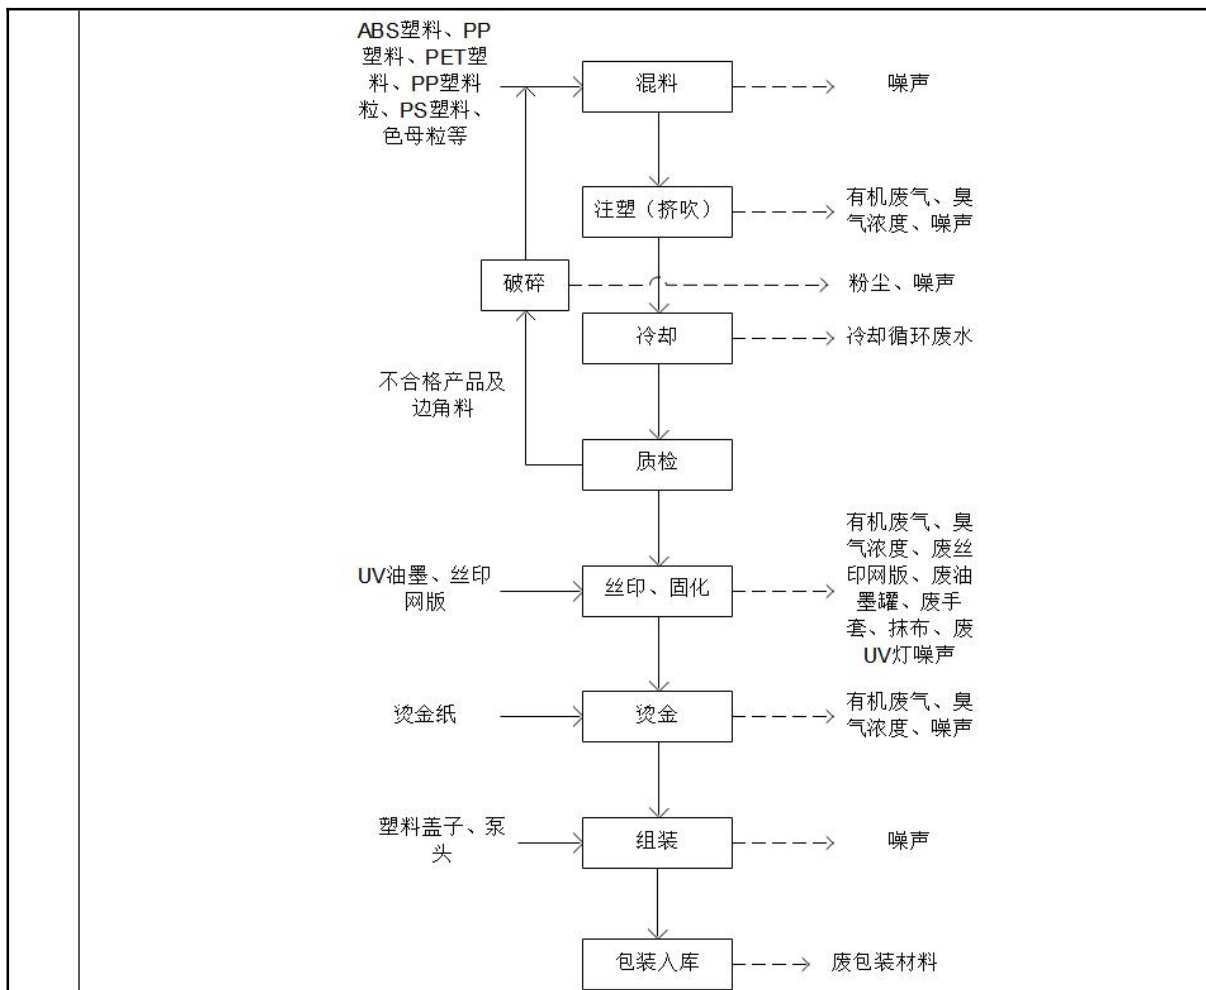 ABS塑料、PP
塑料、PET塑
料、PP塑料
粒、PS塑料、
色母粒等
混料
噪声
注塑（挤吹）
有机废气、臭
气浓度、噪声
破碎
粉尘、噪声
冷却
冷却循环废水
不合格产品及
边角料
质检
UV油墨、丝印
网版
丝印、固化
有机废气、臭
气浓度、废丝
印网版、废油
墨罐、废手
套、抹布、废
UV灯噪声
烫金纸
烫金
有机废气、臭
气浓度、噪声
塑料盖子、泵
头
组装
噪声
包装入库
废包装材料